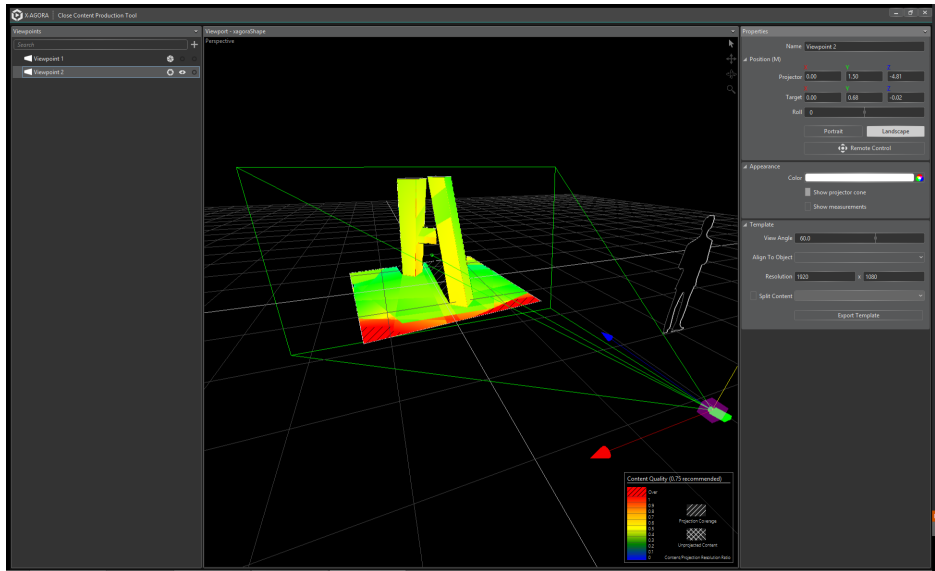 X-AGORA Close Content Production Tool
Viewpoints
Search
Viewpoint 1
Viewpoint 2
Viewport - xagoraShape
Perspective
Content Quality (0.75 recommended)
Over
1
0.9
0.8
0.7
0.6
0.5
0.4
0.3
0.2
0.1
0
Projection Coverage
Unprojected Content
Content/Projection Resolution Ratio
Properties
Name Viewpoint 2
Position (M)
X Y Z
Projector 0.00 1.50 -4.81
X Y Z
Target 0.00 0.68 -0.02
Roll 0
Portrait Landscape
Remote Control
Appearance
Color
Show projector cone
Show measurements
Template
View Angle 60.0
Align To Object
Resolution 1920 x 1080
Split Content
Export Template